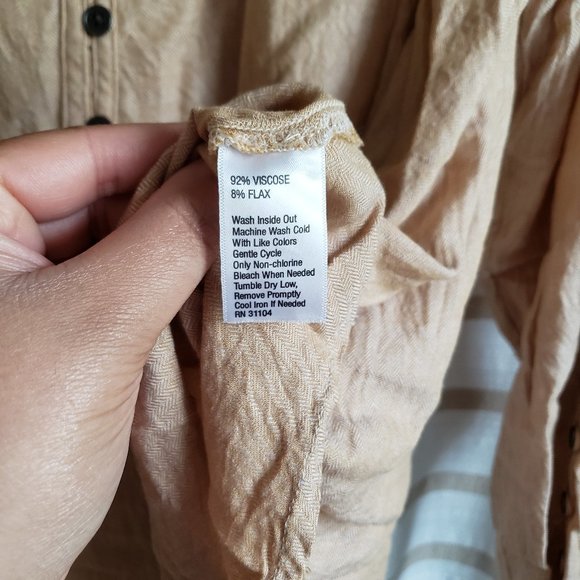 92% VISCOSE
8% FLAX
Wash Inside Out
Machine Wash Cold
With Like Colors
Gentle Cycle
Only Non-chlorine
Bleach When Needed
Tumble Dry Low,
Remove Promptly
Cool Iron If Needed
RN 31104